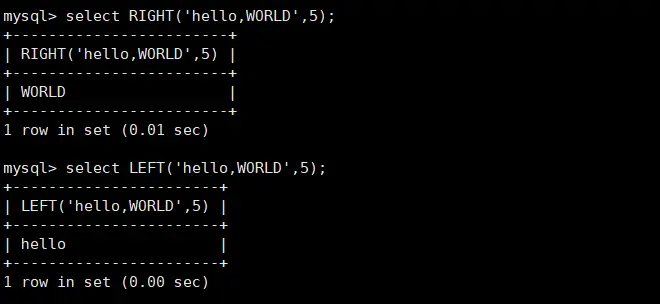 mysql> select RIGHT('hello,WORLD',5);
+------------------------+
| RIGHT('hello,WORLD',5) |
+------------------------+
| WORLD                  |
+------------------------+
1 row in set (0.01 sec)

mysql> select LEFT('hello,WORLD',5);
+-----------------------+
| LEFT('hello,WORLD',5) |
+-----------------------+
| hello                 |
+-----------------------+
1 row in set (0.00 sec)